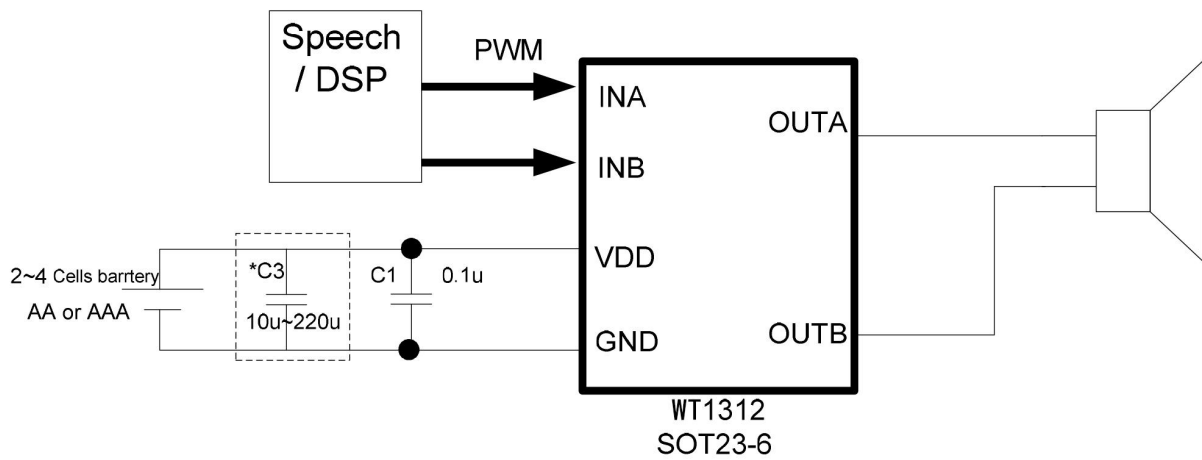 Speech
/ DSP
PWM
INA
INB
OUTA
VDD
GND
OUTB
2~4 Cells barrtery
AA or AAA
*C3
10u~220u
C1
0.1u
WT1312
SOT23-6